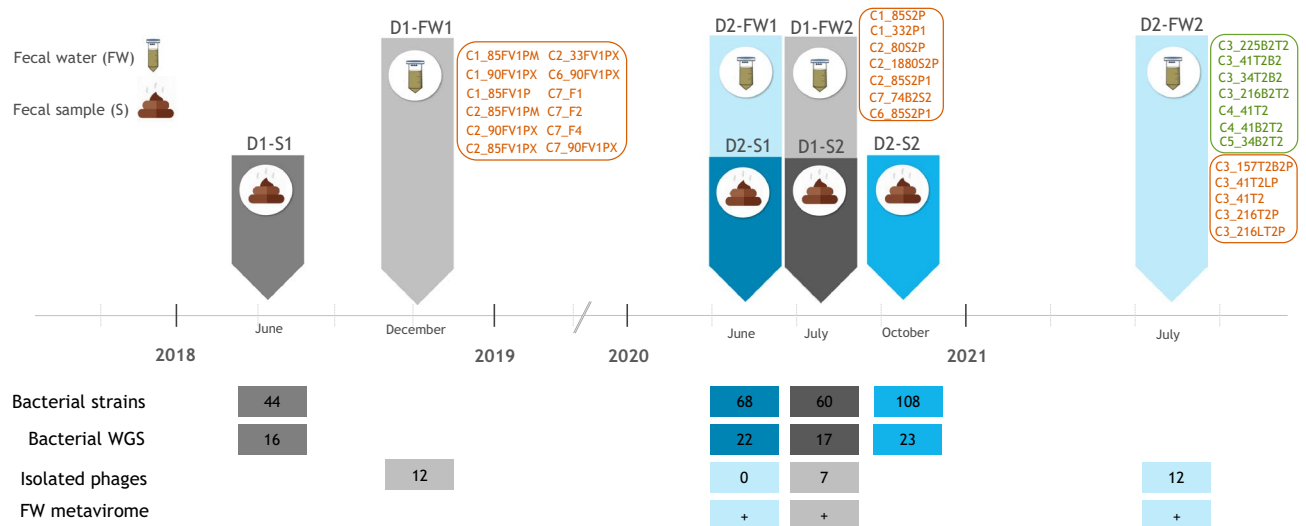 Fecal water (FW)
Fecal sample (S)
D1-S1
D1-FW1
C1_85FV1PM C2_33FV1PX
C1_90FV1PX C6_90FV1PX
C1_85FV1P C7_F1
C2_85FV1PM C7_F2
C2_90FV1PX C7_F4
C2_85FV1PX C7_90FV1PX
D2-FW1
D1-FW2
D2-S1
D1-S2
C1_85S2P
C1_332P1
C2_80S2P
C2_1880S2P
C2_85S2P1
C7_74B2S2
C6_85S2P1
D2-S2
D2-FW2
C3_225B2T2
C3_41T2B2
C3_34T2B2
C3_216B2T2
C4_41T2
C4_41B2T2
C5_34B2T2
C3_157T2B2P
C3_41T2LP
C3_41T2
C3_216T2P
C3_216LT2P
June December June July October July
2018 2019 2020 2021
Bacterial strains 44 68 60 108
Bacterial WGS 16 22 17 23
Isolated phages 12 0 7 12
FW metavirome + + +